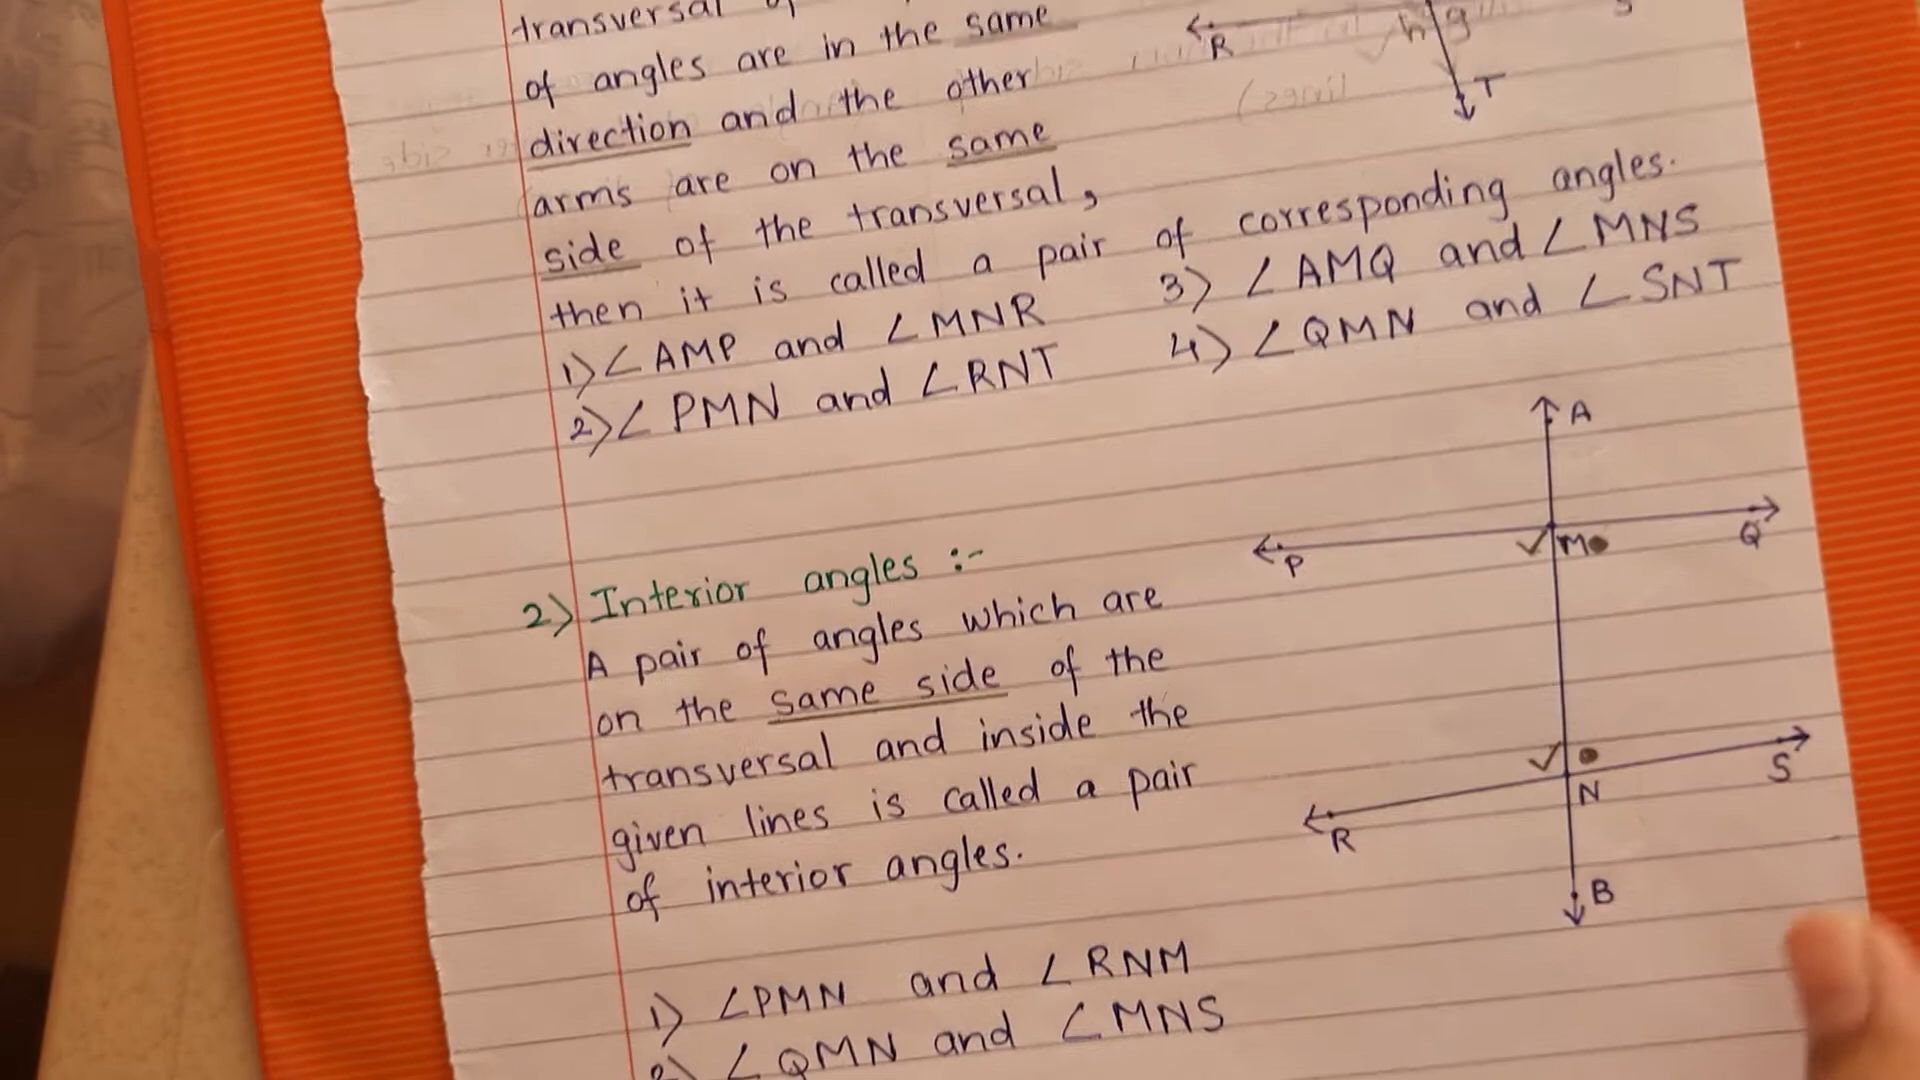 transversal
of angles are in the same
direction and the other
arms are on the same
side of the transversal,
then it is called a pair of corresponding angles.
1) ∠AMP and ∠MNR 3) ∠AMQ and ∠MNS
2) ∠PMN and ∠RNT 4) ∠QMN and ∠SNT
R h g S
T
2) Interior angles :-
A pair of angles which are
on the same side of the
transversal and inside the
given lines is called a pair
of interior angles.
A
P M Q
R N S
B
1) ∠PMN and ∠RNM
2) ∠QMN and ∠MNS